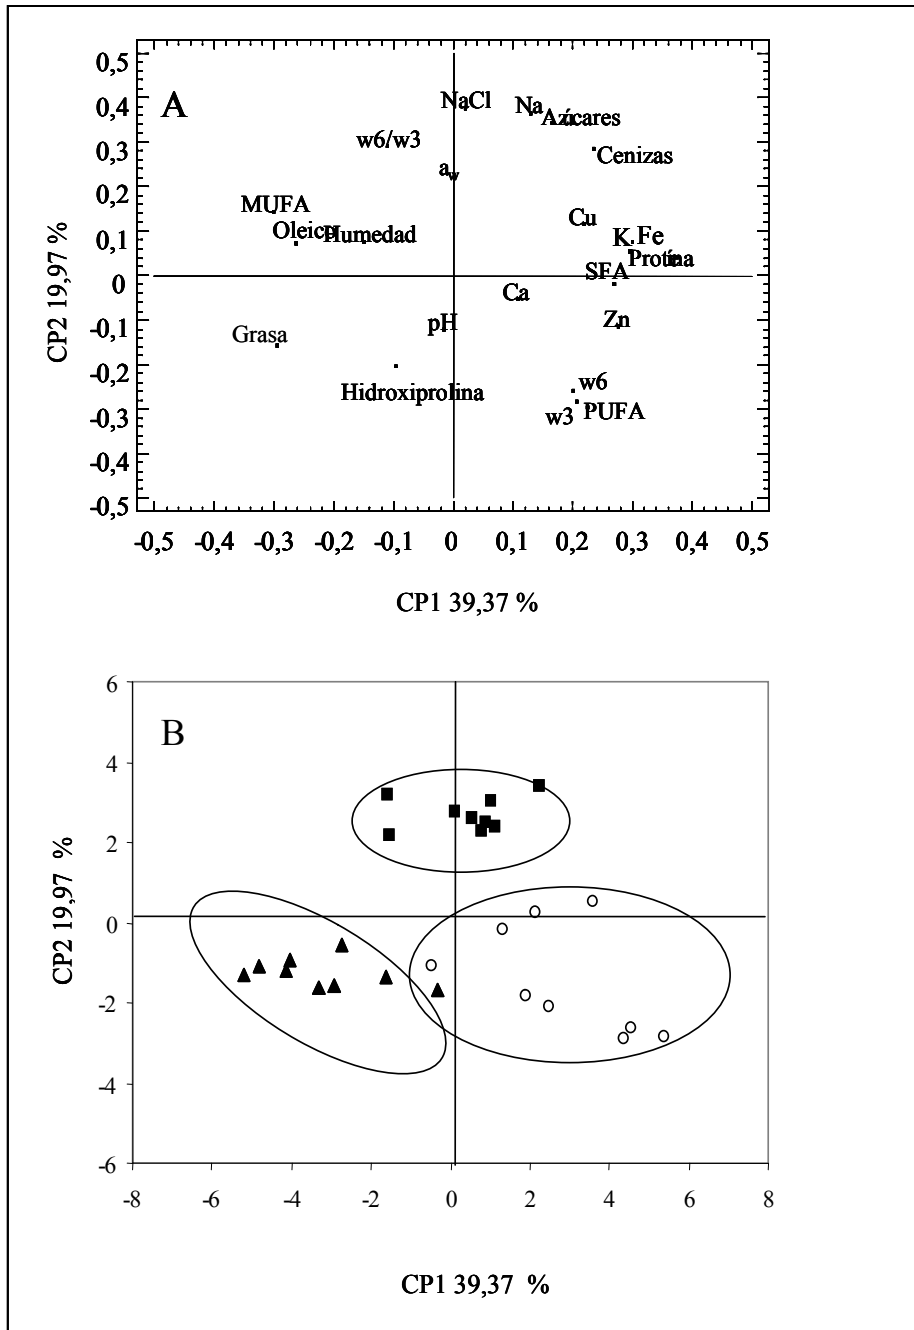 A
0,5
0,4
0,3
0,2
0,1
0
-0,1
-0,2
-0,3
-0,4
-0,5
CP2 19,97 %
NaCl
Na
Azúcares
w6/w3
Cenizas
aw
MUFA
Cu
Oleico
Humedad
K
Fe
Protína
SFA
Ca
pH
Zn
Grasa
w6
Hidroxiprolina
w3
PUFA
-0,5 -0,4 -0,3 -0,2 -0,1 0 0,1 0,2 0,3 0,4 0,5
CP1 39,37 %
B
6
4
2
0
-2
-4
-6
CP2 19,97 %
-8 -6 -4 -2 0 2 4 6 8
CP1 39,37 %